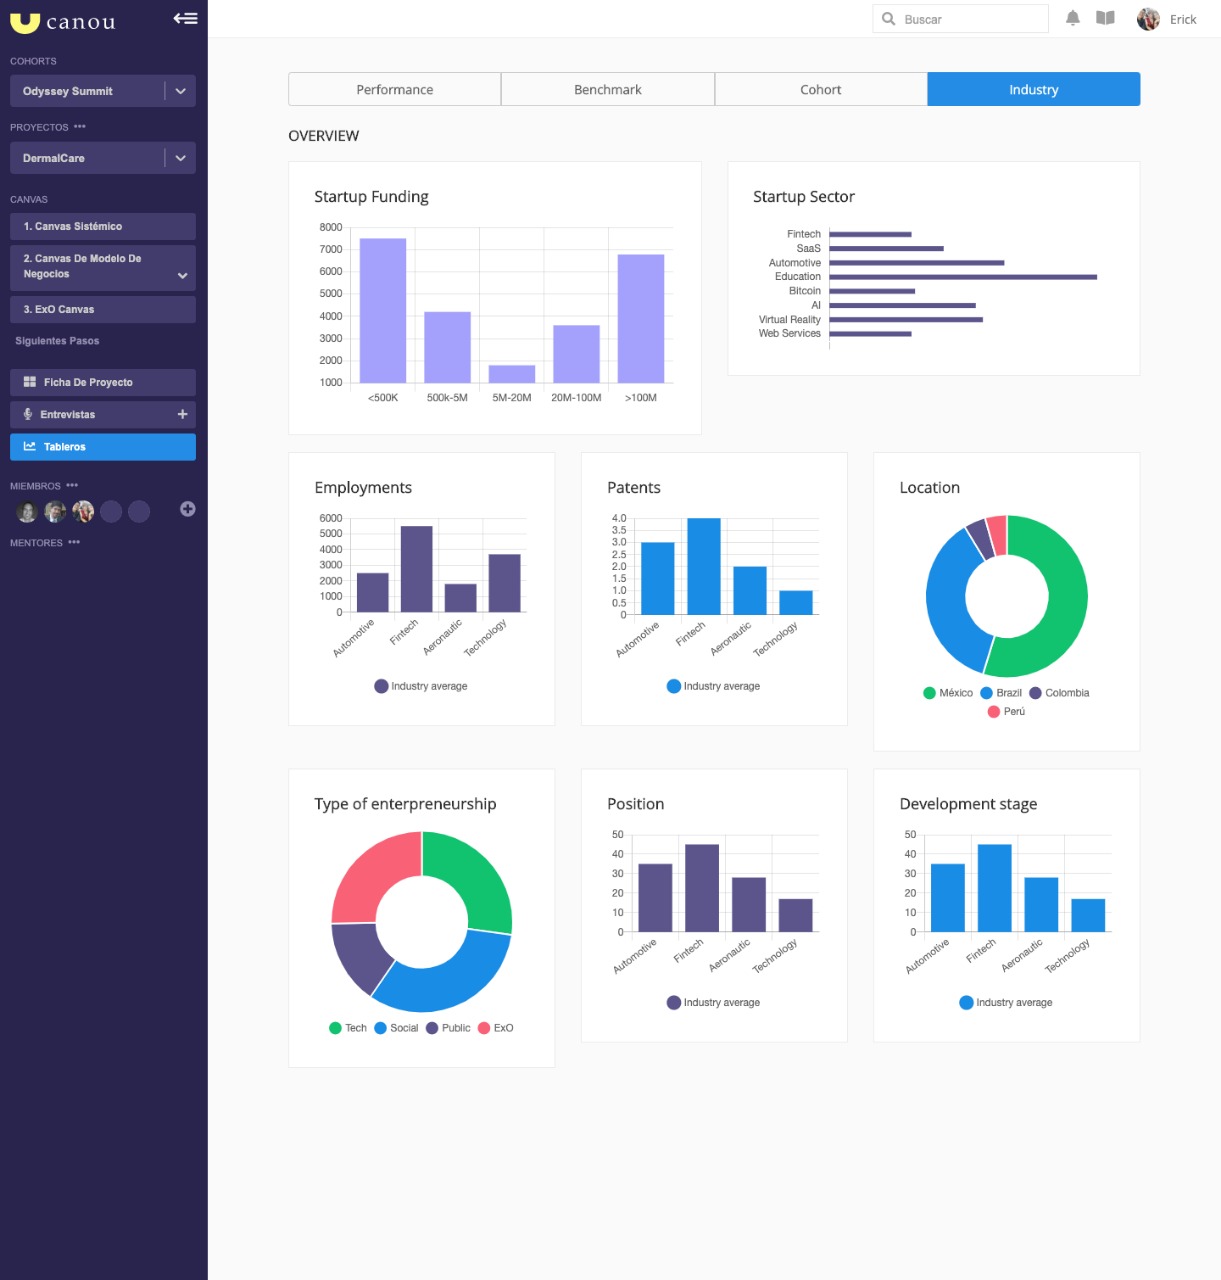 canou
Buscar
Erick
COHORTS
Odyssey Summit
PROYECTOS •••
DermalCare
CANVAS
1. Canvas Sistémico
2. Canvas De Modelo De
Negocios
3. ExO Canvas
Siguientes Pasos
Ficha De Proyecto
Entrevistas +
Tableros
MIEMBROS •••
MENTORES •••
Performance
Benchmark
Cohort
Industry
OVERVIEW
Startup Funding
8000
7000
6000
5000
4000
3000
2000
1000
<500K 500k-5M 5M-20M 20M-100M >100M
Startup Sector
Fintech
SaaS
Automotive
Education
Bitcoin
AI
Virtual Reality
Web Services
Employments
6000
5000
4000
3000
2000
1000
0
Automotive Fintech Aeronautic Technology
Industry average
Patents
4.0
3.5
3.0
2.5
2.0
1.5
1.0
0.5
0
Automotive Fintech Aeronautic Technology
Industry average
Location
México Brazil Colombia
Perú
Type of enterpreneurship
Tech Social Public ExO
Position
50
40
30
20
10
0
Automotive Fintech Aeronautic Technology
Industry average
Development stage
50
40
30
20
10
0
Automotive Fintech Aeronautic Technology
Industry average